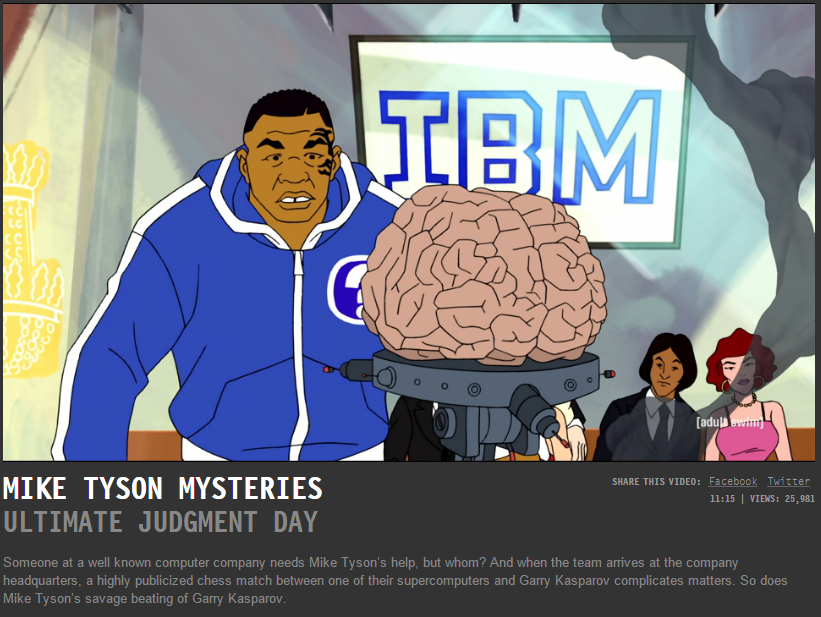 IBM
[adult swim]
MIKE TYSON MYSTERIES
ULTIMATE JUDGMENT DAY
SHARE THIS VIDEO: Facebook Twitter
11:15 | VIEWS: 25,981
Someone at a well known computer company needs Mike Tyson's help, but whom? And when the team arrives at the company
headquarters, a highly publicized chess match between one of their supercomputers and Garry Kasparov complicates matters. So does
Mike Tyson's savage beating of Garry Kasparov.